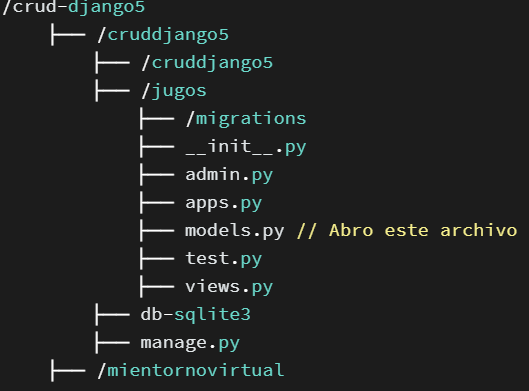 /crud-django5
├── /cruddjango5
├── /cruddjango5
├── /jugos
├── /migrations
├── __init__.py
├── admin.py
├── apps.py
├── models.py // Abro este archivo
├── test.py
├── views.py
├── db-sqlite3
├── manage.py
├── /mientornovirtual